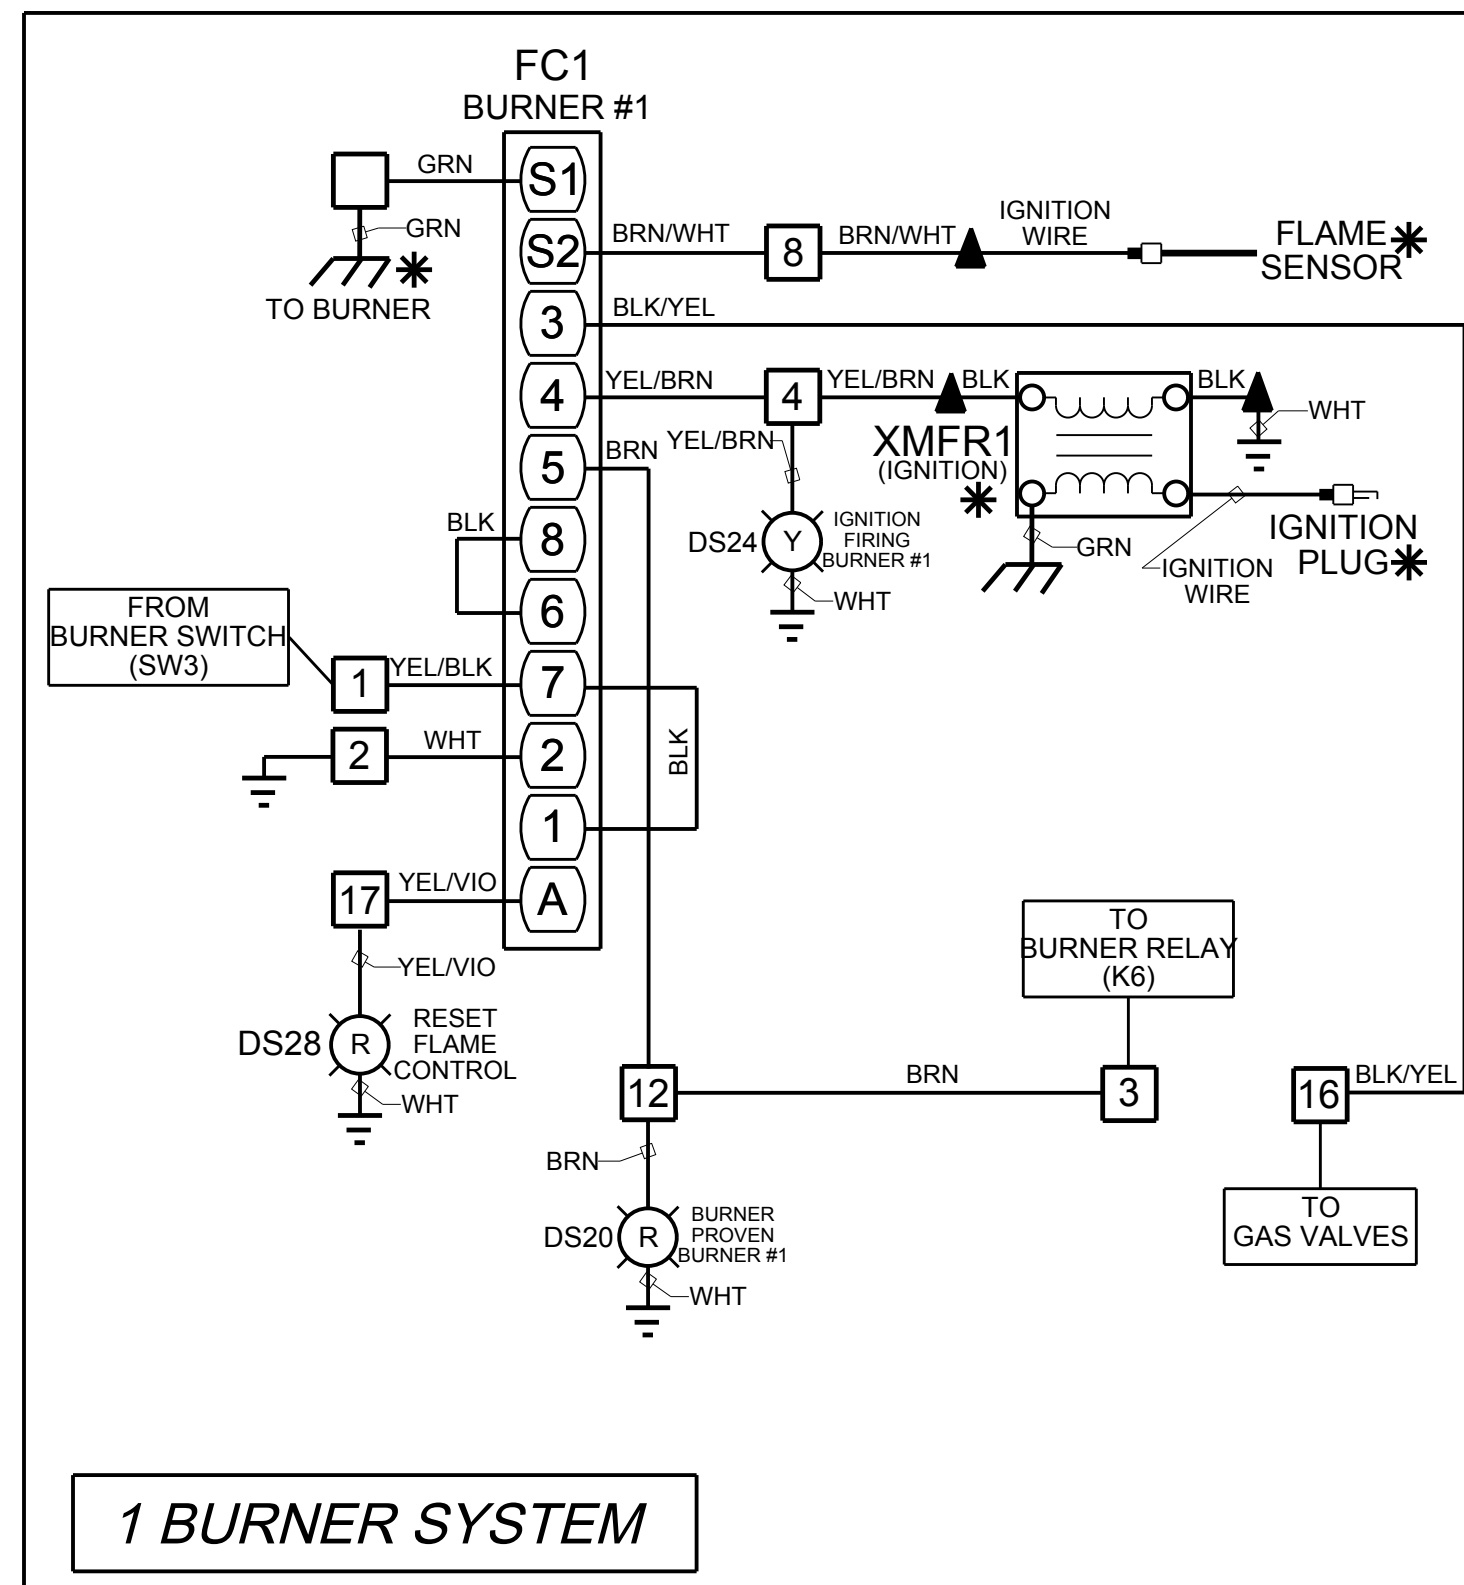 FC1
BURNER #1
S1
S2
3
4
5
8
6
7
2
1
A
GRN
GRN
TO BURNER
BRN/WHT
8
BRN/WHT
IGNITION
WIRE
FLAME
SENSOR
BLK/YEL
YEL/BRN
4
YEL/BRN
BLK
BLK
WHT
XMFR1
(IGNITION)
YEL/BRN
BRN
DS24
Y
IGNITION
FIRING
BURNER #1
WHT
GRN
IGNITION
WIRE
IGNITION
PLUG
BLK
FROM
BURNER SWITCH
(SW3)
1
YEL/BLK
2
WHT
BLK
17
YEL/VIO
YEL/VIO
DS28
R
RESET
FLAME
CONTROL
WHT
TO
BURNER RELAY
(K6)
12
BRN
3
16
BLK/YEL
BRN
DS20
R
BURNER
PROVEN
BURNER #1
WHT
TO
GAS VALVES
1 BURNER SYSTEM